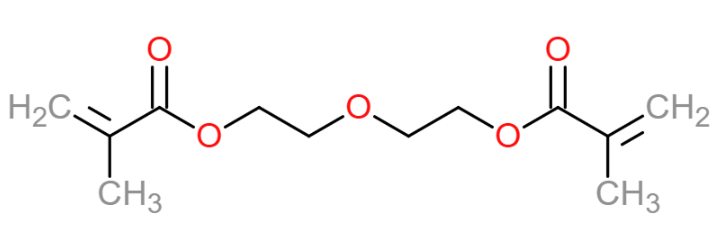 O O
H₂C O O O CH₂
CH₃ CH₃